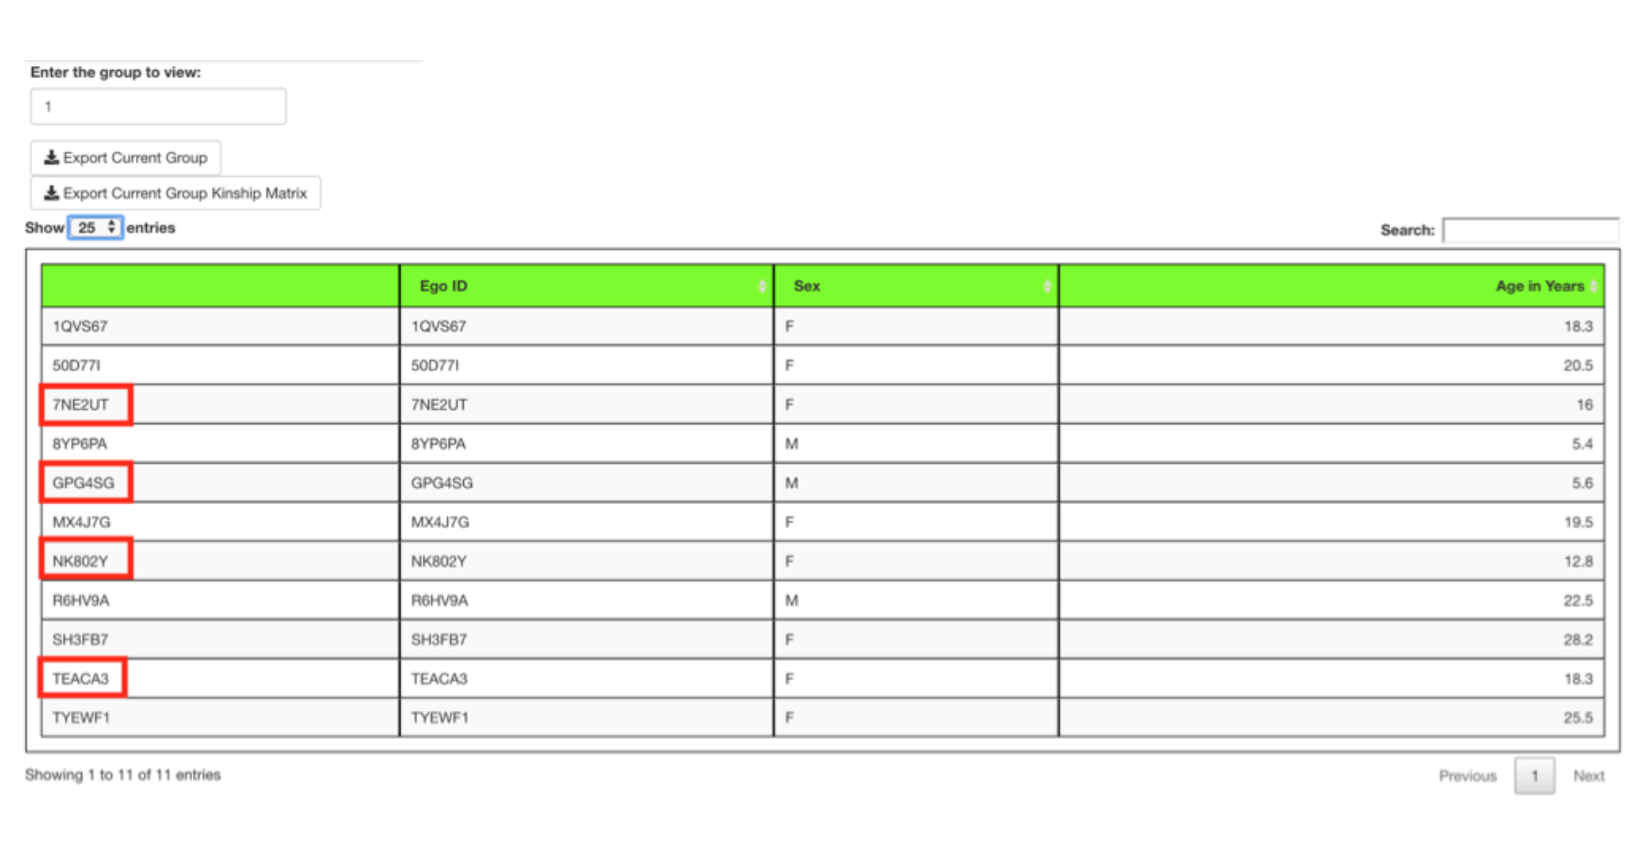 Enter the group to view:
1
Export Current Group
Export Current Group Kinship Matrix
Show 25 entries
Search:
Ego ID Sex Age in Years
1QVS67 1QVS67 F 18.3
50D77I 50D77I F 20.5
7NE2UT 7NE2UT F 16
8YP6PA 8YP6PA M 5.4
GPG4SG GPG4SG M 5.6
MX4J7G MX4J7G F 19.5
NK802Y NK802Y F 12.8
R6HV9A R6HV9A M 22.5
SH3FB7 SH3FB7 F 28.2
TEACA3 TEACA3 F 18.3
TYEWF1 TYEWF1 F 25.5
Showing 1 to 11 of 11 entries
Previous 1 Next